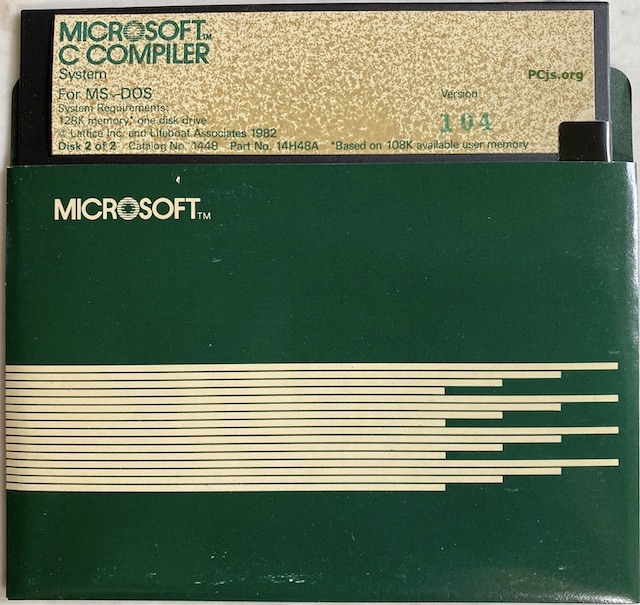 MICROSOFT™
C COMPILER
System
For MS™-DOS
System Requirements:
128K memory,* one disk drive
© Lattice Inc. and Lifeboat Associates 1982
Disk 2 of 2 Catalog No. 1448 Part No. 14H48A *Based on 108K available user memory
PCjs.org
Version
1 04
MICROSOFT™